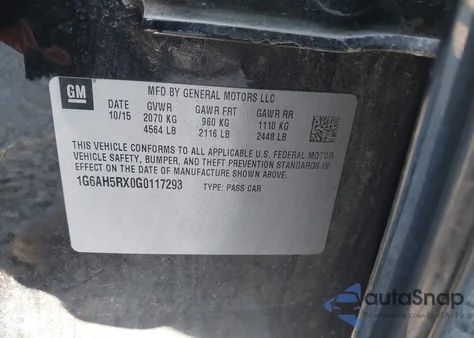 GM
MFD BY GENERAL MOTORS LLC
DATE GVWR GAWR FRT GAWR RR
10/15 2070 KG 960 KG 1110 KG
4564 LB 2116 LB 2448 LB
THIS VEHICLE CONFORMS TO ALL APPLICABLE U.S. FEDERAL MOTOR
VEHICLE SAFETY, BUMPER, AND THEFT PREVENTION STANDARDS IN
EFFECT ON THE DATE OF MANUFACTURE SHOWN ABOVE.
1G6AH5RX0G0117293 TYPE: PASS CAR
autaSnap